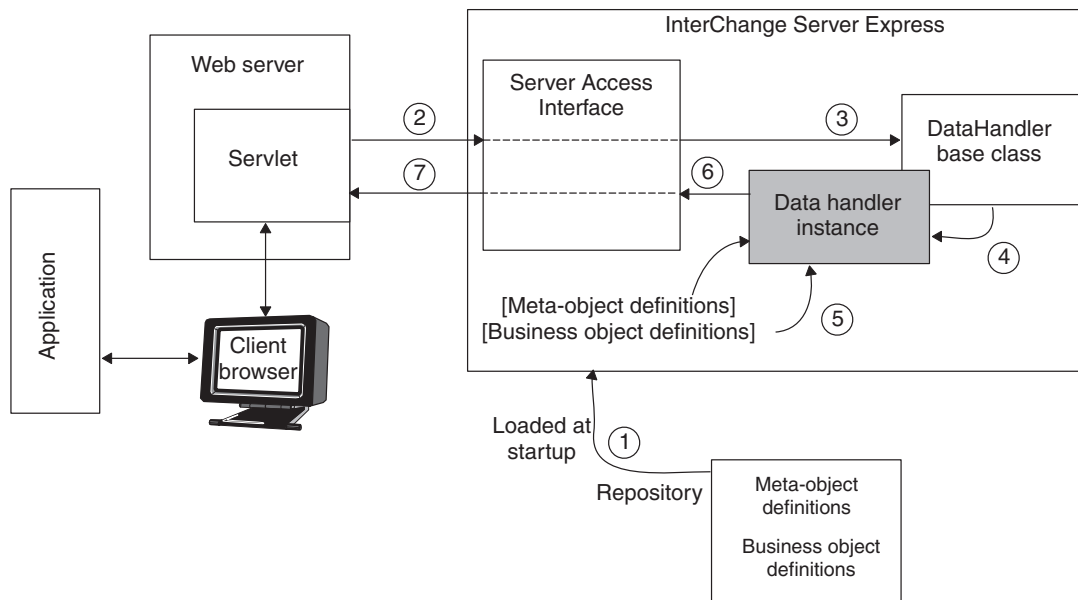 InterChange Server Express
Web server
Server Access
Interface
2
3
DataHandler
base class
Servlet
7
6
Data handler
instance
4
Application
[Meta-object definitions]
[Business object definitions]
5
Client
browser
Loaded at
startup
1
Repository
Meta-object
definitions
Business object
definitions